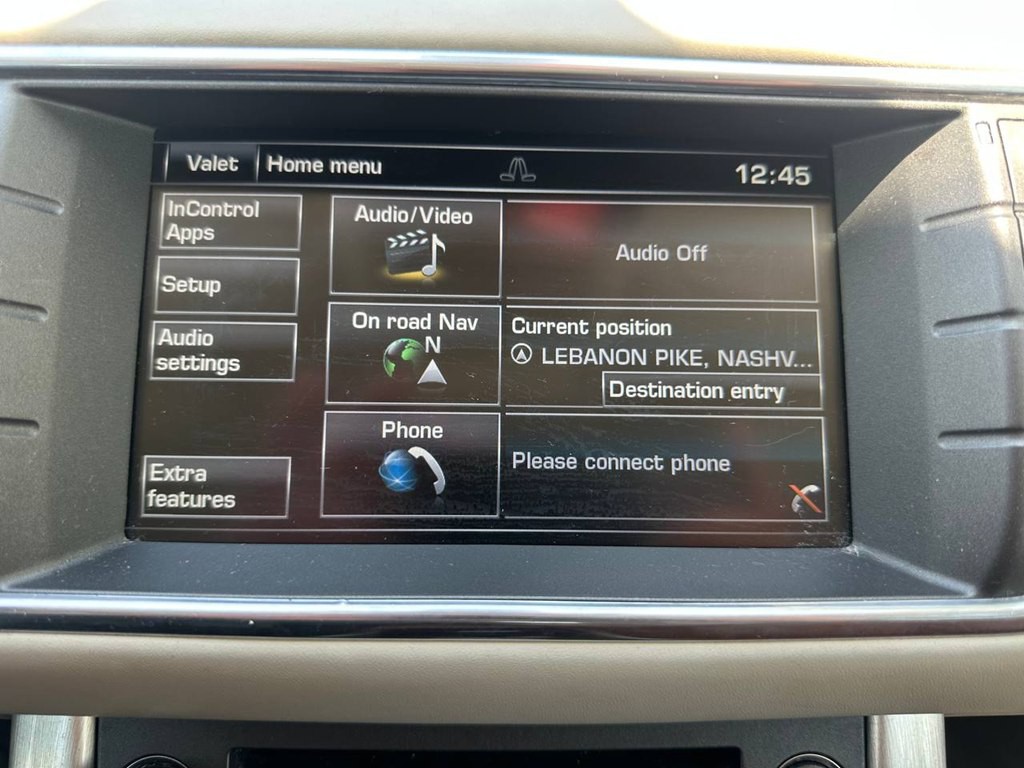 Valet
Home menu
12:45
InControl
Apps
Setup
Audio
settings
Extra
features
Audio/Video
Audio Off
On road Nav
N
Current position
LEBANON PIKE, NASHV...
Destination entry
Phone
Please connect phone